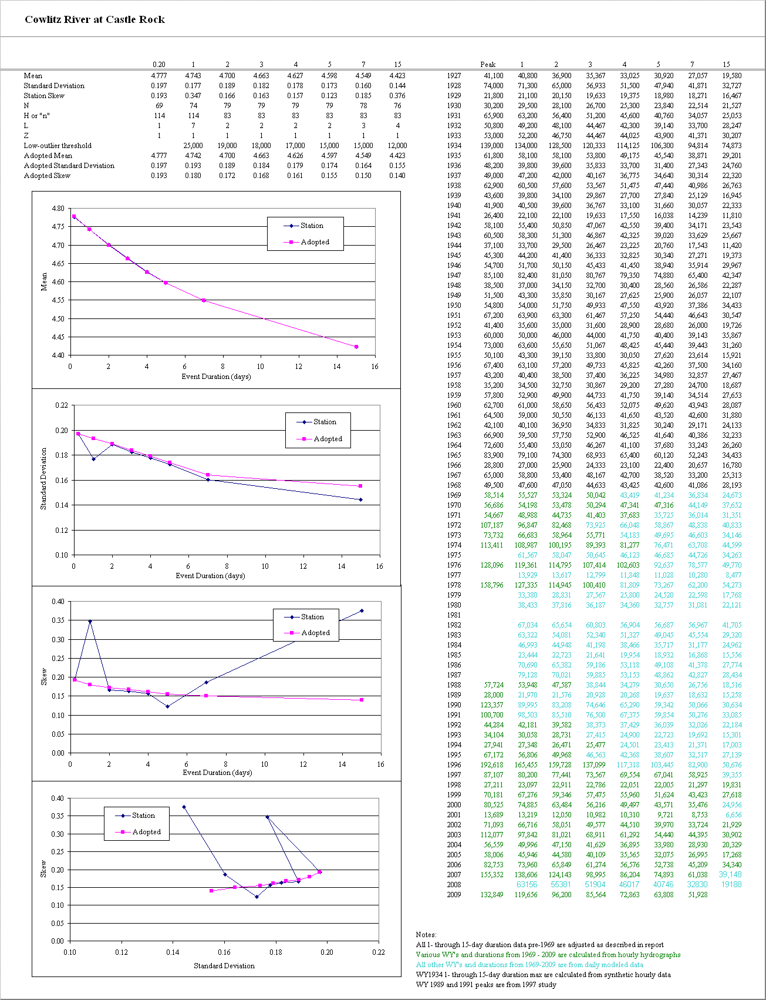 Cowlitz River at Castle Rock
0.20 1 2 3 4 5 7 15
Mean 4.777 4.743 4.700 4.663 4.627 4.598 4.549 4.423
Standard Deviation 0.197 0.177 0.189 0.182 0.178 0.173 0.160 0.144
Station Skew 0.193 0.347 0.166 0.163 0.157 0.123 0.185 0.376
N 69 74 79 79 79 79 78 76
H or "n" 114 114 83 83 83 83 83 83
L 1 7 2 2 2 2 3 4
Z 1 1 1 1 1 1 1 1
Low-outlier threshold 25,000 19,000 18,000 17,000 15,000 15,000 12,000
Adopted Mean 4.777 4.742 4.700 4.663 4.626 4.597 4.549 4.423
Adopted Standard Deviation 0.197 0.193 0.189 0.184 0.179 0.174 0.164 0.155
Adopted Skew 0.193 0.180 0.172 0.168 0.161 0.155 0.150 0.140
4.80
4.75
4.70
4.65
4.60
4.55
4.50
4.45
4.40
Mean
Station
Adopted
0 2 4 6 8 10 12 14 16
Event Duration (days)
0.22
0.20
0.18
0.16
0.14
0.12
0.10
Standard Deviation
Station
Adopted
0 2 4 6 8 10 12 14 16
Event Duration (days)
0.40
0.35
0.30
0.25
0.20
0.15
0.10
0.05
0.00
Skew
Station
Adopted
0 2 4 6 8 10 12 14 16
Event Duration (days)
0.40
0.35
0.30
0.25
0.20
0.15
0.10
0.05
0.00
Skew
Station
Adopted
0.10 0.12 0.14 0.16 0.18 0.20 0.22
Standard Deviation
Peak 1 2 3 4 5 7 15
1927 41,100 40,800 36,900 35,367 33,025 30,920 27,057 19,580
1928 74,000 71,300 65,000 56,933 51,500 47,940 41,871 32,727
1929 21,800 21,100 20,150 19,633 19,375 18,980 18,271 16,467
1930 30,200 29,500 28,100 26,700 25,300 23,840 22,514 21,527
1931 65,900 63,200 56,400 51,200 45,600 40,760 34,057 25,053
1932 50,800 49,200 48,100 44,467 42,300 39,140 33,700 28,247
1933 53,000 52,200 46,750 44,467 44,025 43,900 41,371 30,207
1934 139,000 134,000 128,500 120,333 114,125 106,300 94,814 74,873
1935 61,800 58,100 58,100 53,800 49,175 45,540 38,871 29,201
1936 48,200 39,800 39,600 35,833 33,700 31,400 27,343 24,760
1937 49,000 47,200 42,000 40,167 36,775 34,640 30,314 22,320
1938 62,900 60,500 57,600 53,567 51,475 47,440 40,986 26,763
1939 43,600 39,800 34,100 29,867 27,700 27,840 25,129 16,945
1940 41,900 40,500 39,600 36,767 33,100 31,660 30,057 22,333
1941 26,400 22,100 22,100 19,633 17,550 16,038 14,239 11,810
1942 58,100 55,400 50,850 47,067 42,550 39,400 34,171 23,543
1943 60,500 58,300 51,300 46,867 42,325 39,020 33,629 25,667
1944 37,100 33,700 29,500 26,467 23,225 20,760 17,543 11,420
1945 45,300 44,200 41,400 36,333 32,825 30,340 27,271 19,373
1946 54,700 51,700 50,150 45,433 41,450 38,940 35,914 29,967
1947 85,100 82,400 81,050 80,767 79,350 74,880 65,400 42,347
1948 38,500 37,000 34,150 32,700 30,400 28,560 26,586 22,287
1949 51,500 43,300 35,850 30,167 27,625 25,900 26,057 22,107
1950 54,800 54,000 51,750 49,933 47,550 43,920 37,386 34,433
1951 67,200 63,900 63,300 61,467 57,250 54,440 46,643 30,547
1952 41,400 35,600 35,000 31,600 28,900 28,680 26,000 19,726
1953 60,000 50,000 46,000 44,000 41,750 40,400 39,143 35,867
1954 73,000 63,600 55,650 51,067 48,425 45,440 39,443 31,260
1955 50,100 43,300 39,150 33,800 30,050 27,620 23,614 15,921
1956 67,400 63,100 57,200 49,733 45,825 42,260 37,500 34,160
1957 43,200 40,400 38,500 37,400 36,225 34,980 32,857 27,467
1958 35,200 34,500 32,750 30,867 29,200 27,280 24,700 18,687
1959 57,800 52,900 49,900 44,733 41,750 39,140 34,514 27,653
1960 62,700 61,000 58,650 56,433 52,075 49,620 43,943 28,087
1961 64,500 59,000 50,550 46,133 41,650 43,520 42,600 31,880
1962 42,100 40,100 36,950 34,833 31,825 30,240 29,171 24,133
1963 66,900 59,500 57,750 52,900 46,525 41,640 40,386 32,233
1964 72,600 55,400 53,050 46,267 41,100 37,680 33,243 26,260
1965 83,900 79,100 74,300 68,933 65,400 60,120 52,243 34,433
1966 28,800 27,000 25,900 24,333 23,100 22,400 20,657 16,780
1967 65,000 58,800 53,400 48,167 42,700 38,520 33,200 25,313
1968 49,500 47,600 47,050 44,633 43,425 42,600 41,086 28,193
1969 58,514 55,527 53,324 50,042 43,419 41,234 36,834 24,673
1970 56,686 54,198 53,478 50,294 47,341 47,316 44,149 37,652
1971 54,667 48,988 44,735 41,403 37,683 35,725 36,014 31,351
1972 107,187 96,847 82,468 73,925 66,048 58,867 48,838 40,833
1973 73,732 66,683 58,964 55,771 54,183 49,695 46,603 34,146
1974 113,411 108,987 100,195 89,393 81,277 76,471 63,708 44,599
1975 61,567 58,047 50,645 46,123 46,685 44,726 34,263
1976 128,096 119,361 114,795 107,414 102,603 92,637 78,577 49,770
1977 13,929 13,617 12,799 11,848 11,028 10,280 8,477
1978 158,796 127,335 114,945 100,410 81,809 73,267 62,200 54,273
1979 33,380 28,831 27,567 25,800 24,520 22,598 17,768
1980 38,433 37,816 36,187 34,360 32,757 31,081 22,121
1981
1982 67,034 65,654 60,803 56,904 56,687 56,967 41,705
1983 63,322 54,081 52,340 51,327 49,045 45,554 29,320
1984 46,993 44,948 41,198 38,466 35,717 31,177 24,962
1985 23,444 22,723 21,641 19,954 18,932 16,868 15,556
1986 70,690 65,382 59,186 53,118 49,108 41,378 27,774
1987 79,128 70,021 59,885 53,153 48,862 42,827 28,434
1988 57,724 53,948 47,587 38,844 34,279 30,650 26,756 18,516
1989 28,000 21,970 21,576 20,928 20,268 19,637 18,632 15,258
1990 123,357 89,995 83,208 74,646 65,290 59,342 50,066 30,634
1991 100,700 98,503 85,510 76,500 67,375 59,854 50,276 33,085
1992 44,284 42,181 39,582 38,373 37,429 36,039 32,026 22,184
1993 34,104 30,058 28,731 27,415 24,900 22,723 19,692 15,301
1994 27,941 27,348 26,471 25,477 24,501 23,413 21,371 17,003
1995 67,172 56,806 49,968 46,563 42,368 38,607 32,517 27,139
1996 192,618 165,455 159,728 137,099 117,318 103,445 82,900 50,676
1997 87,107 80,200 77,441 73,567 69,554 67,041 58,925 39,355
1998 27,211 23,097 22,911 22,786 22,051 22,005 21,297 19,831
1999 70,181 67,276 59,346 57,475 55,960 51,624 43,423 27,618
2000 80,525 74,885 63,484 56,216 49,497 43,571 35,476 24,956
2001 13,689 13,219 12,050 10,982 10,310 9,721 8,753 6,656
2002 71,093 66,716 58,051 49,577 44,510 39,970 33,724 21,929
2003 112,077 97,842 81,021 68,911 61,292 54,440 44,395 30,902
2004 56,559 49,996 47,150 41,629 36,895 33,980 28,930 20,329
2005 58,006 45,946 44,580 40,109 35,565 32,075 26,995 17,268
2006 82,753 73,960 65,849 61,274 56,576 52,738 45,209 34,340
2007 155,352 138,606 124,143 98,995 86,204 74,893 61,038 39,148
2008 63156 55381 51904 46017 40746 32830 19188
2009 132,849 119,656 96,200 85,564 72,863 63,808 51,928
Notes:
All 1- through 15-day duration data pre-1969 are adjusted as described in report
Various WY's and durations from 1969 - 2009 are calculated from hourly hydrographs
All other WY's and durations from 1969-2009 are from daily modeled data
WY1934 1- through 15-day duration max are calculated from synthetic hourly data
WY 1989 and 1991 peaks are from 1997 study